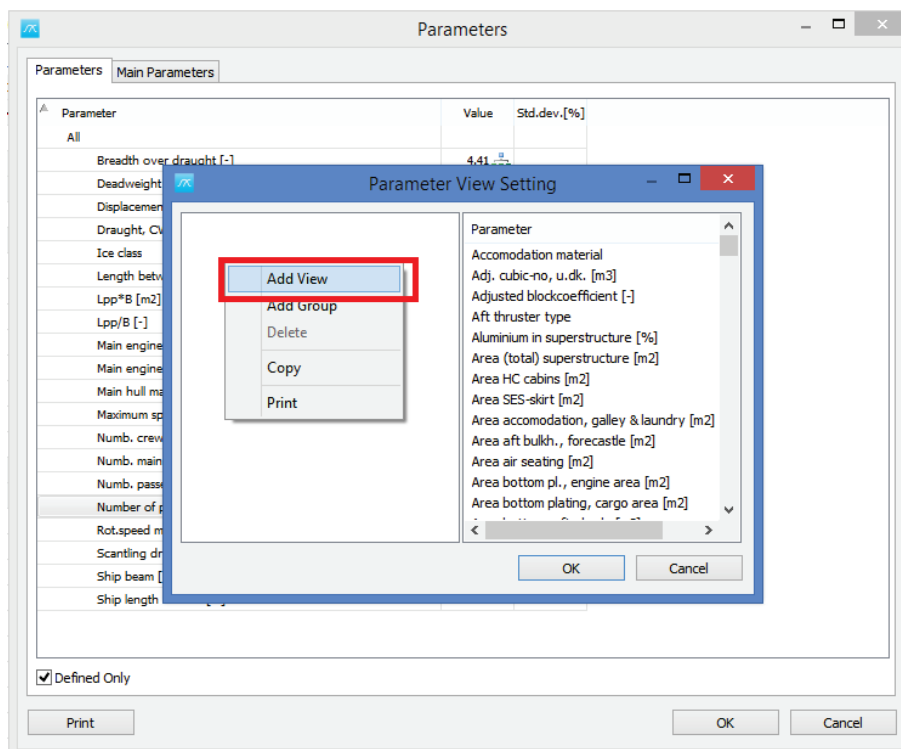 Parameters
Parameters Main Parameters
Parameter Value Std.dev.[%]
All
Breadth over draught [-] 4.41
Deadweight
Displacemen
Draught, CV
Ice class
Length betw
Lpp*B [m2]
Lpp/B [-]
Main engine
Main engine
Main hull ma
Maximum sp
Numb. crew
Numb. main
Numb. passe
Number of p
Rot.speed m
Scantling dr
Ship beam [
Ship length
Parameter View Setting
Add View
Add Group
Delete
Copy
Print
Parameter
Accomodation material
Adj. cubic-no, u.dk. [m3]
Adjusted blockcoefficient [-]
Aft thruster type
Aluminium in superstructure [%]
Area (total) superstructure [m2]
Area HC cabins [m2]
Area SES-skirt [m2]
Area accomodation, galley & laundry [m2]
Area aft bulkh., forecastle [m2]
Area air seating [m2]
Area bottom pl., engine area [m2]
Area bottom plating, cargo area [m2]
OK Cancel
Defined Only
Print OK Cancel